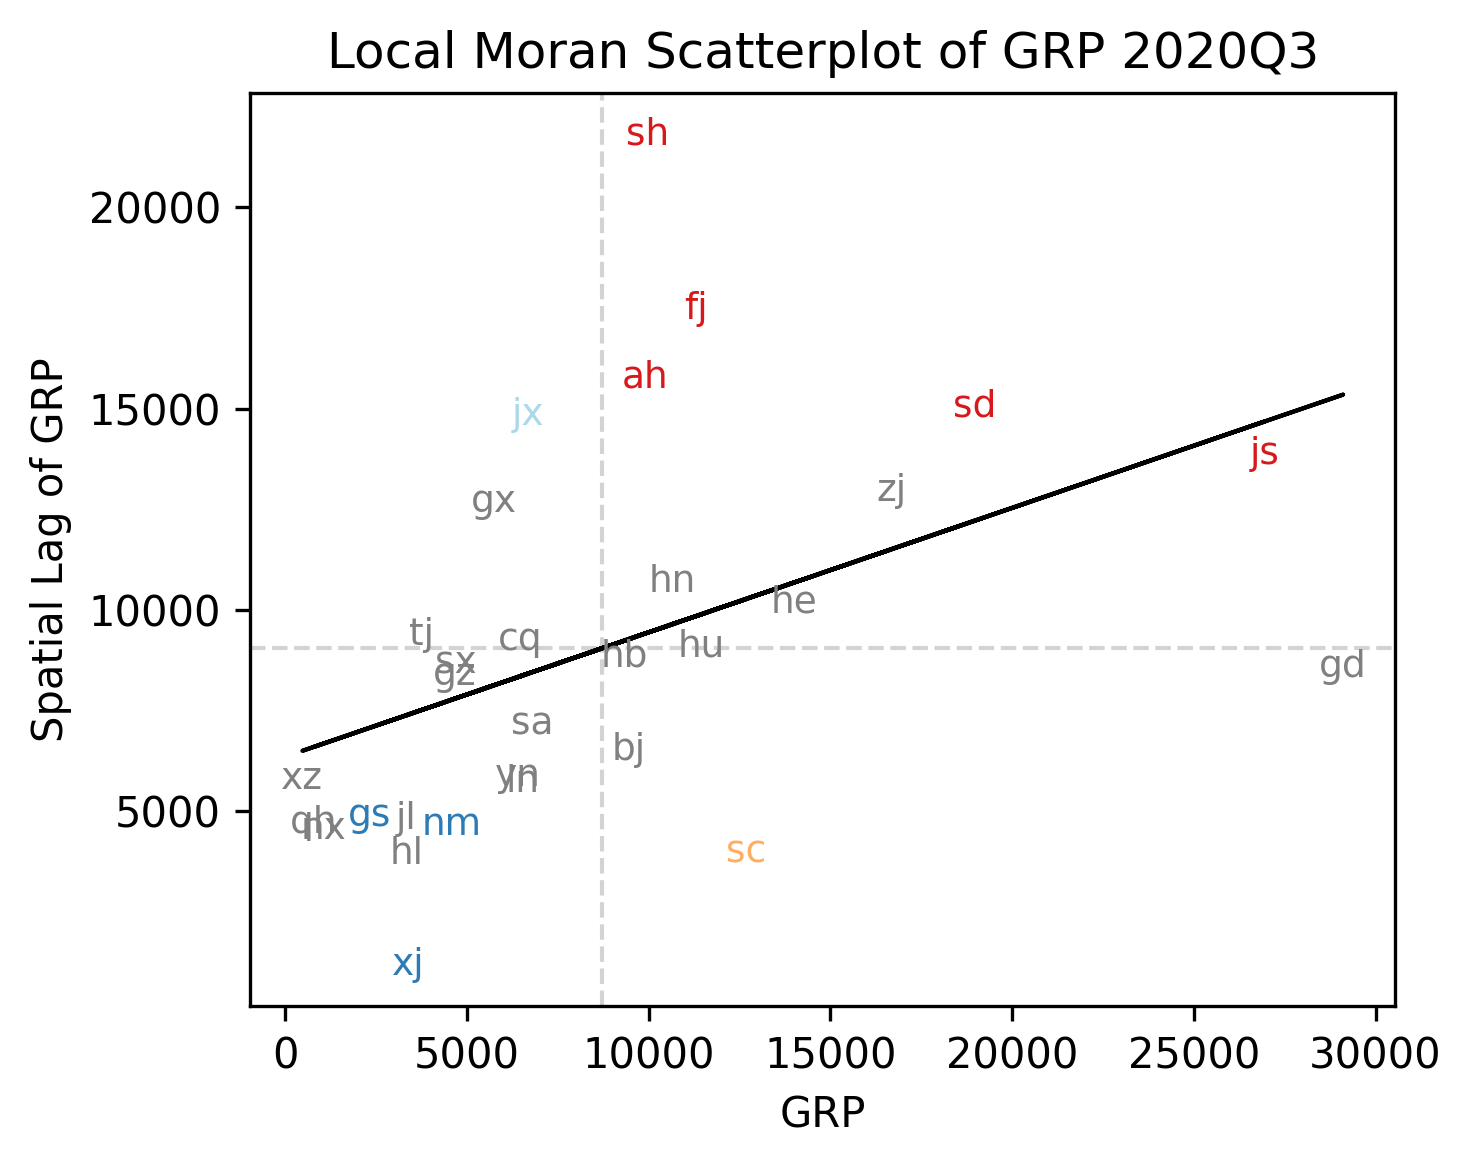 Local Moran Scatterplot of GRP 2020Q3
Spatial Lag of GRP
20000
15000
10000
5000
sh
fj
ah
sd
jx
js
gx
zj
hn
he
tj
cq
hu
hb
sx
gz
gd
sa
bj
yn
ln
xz
qh
nx
gs
jl
nm
hl
sc
xj
0 5000 10000 15000 20000 25000 30000
GRP